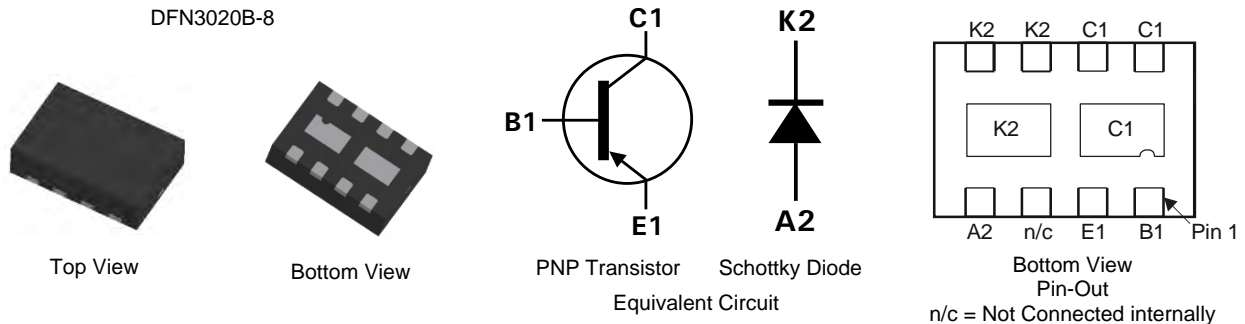 DFN3020B-8
Top View
Bottom View
C1
B1
E1
PNP Transistor
K2
A2
Schottky Diode
Equivalent Circuit
K2 K2 C1 C1
K2 C1
A2 n/c E1 B1 Pin 1
Bottom View
Pin-Out
n/c = Not Connected internally